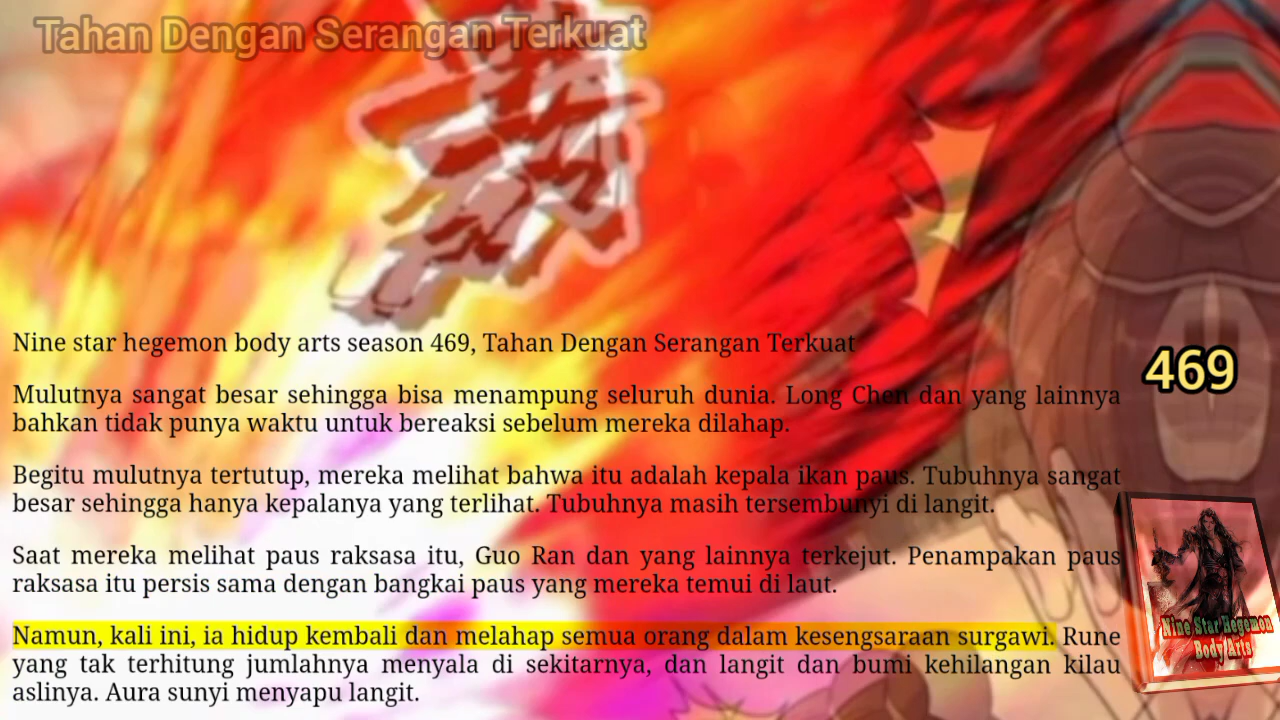 Tahan Dengan Serangan Terkuat
Nine star hegemon body arts season 469, Tahan Dengan Serangan Terkuat
Mulutnya sangat besar sehingga bisa menampung seluruh dunia. Long Chen dan yang lainnya
bahkan tidak punya waktu untuk bereaksi sebelum mereka dilahap.
Begitu mulutnya tertutup, mereka melihat bahwa itu adalah kepala ikan paus. Tubuhnya sangat
besar sehingga hanya kepalanya yang terlihat. Tubuhnya masih tersembunyi di langit.
Saat mereka melihat paus raksasa itu, Guo Ran dan yang lainnya terkejut. Penampakan paus
raksasa itu persis sama dengan bangkai paus yang mereka temui di laut.
Namun, kali ini, ia hidup kembali dan melahap semua orang dalam kesengsaraan surgawi. Rune
yang tak terhitung jumlahnya menyala di sekitarnya, dan langit dan bumi kehilangan kilau
aslinya. Aura sunyi menyapu langit.
469
Nine Star Hegemon
Body Arts